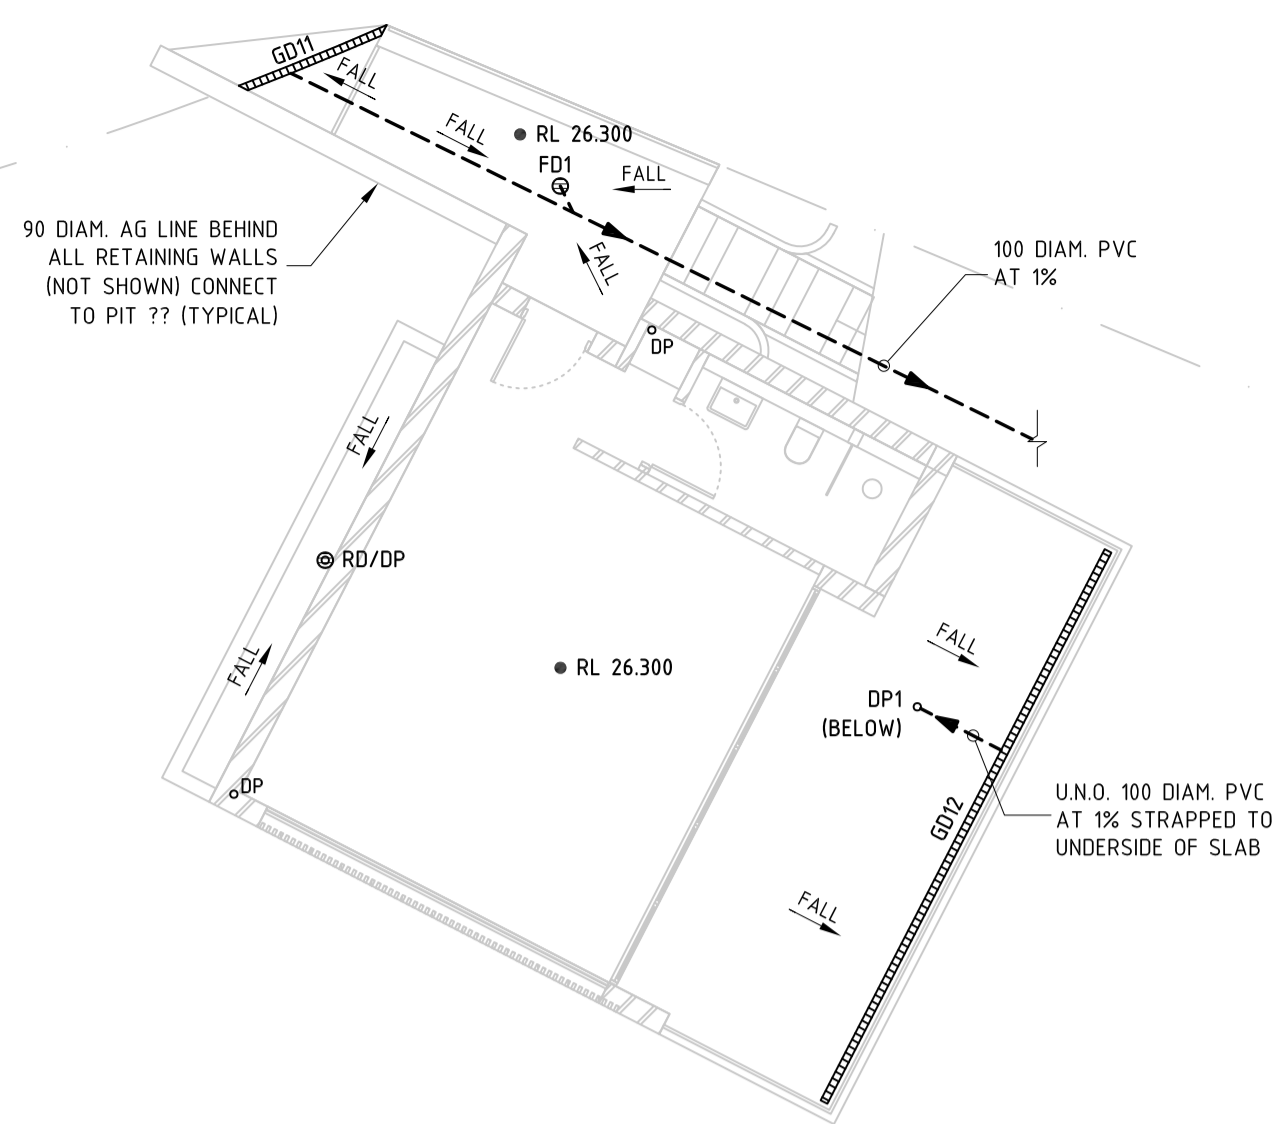 GD11
FALL
FALL
RL 26.300
FD1
FALL
FALL
90 DIAM. AG LINE BEHIND
ALL RETAINING WALLS
(NOT SHOWN) CONNECT
TO PIT ?? (TYPICAL)
100 DIAM. PVC
AT 1%
DP
FALL
RD/DP
FALL
RL 26.300
FALL
DP1
(BELOW)
DP
GD12
U.N.O. 100 DIAM. PVC
AT 1% STRAPPED TO
UNDERSIDE OF SLAB
FALL